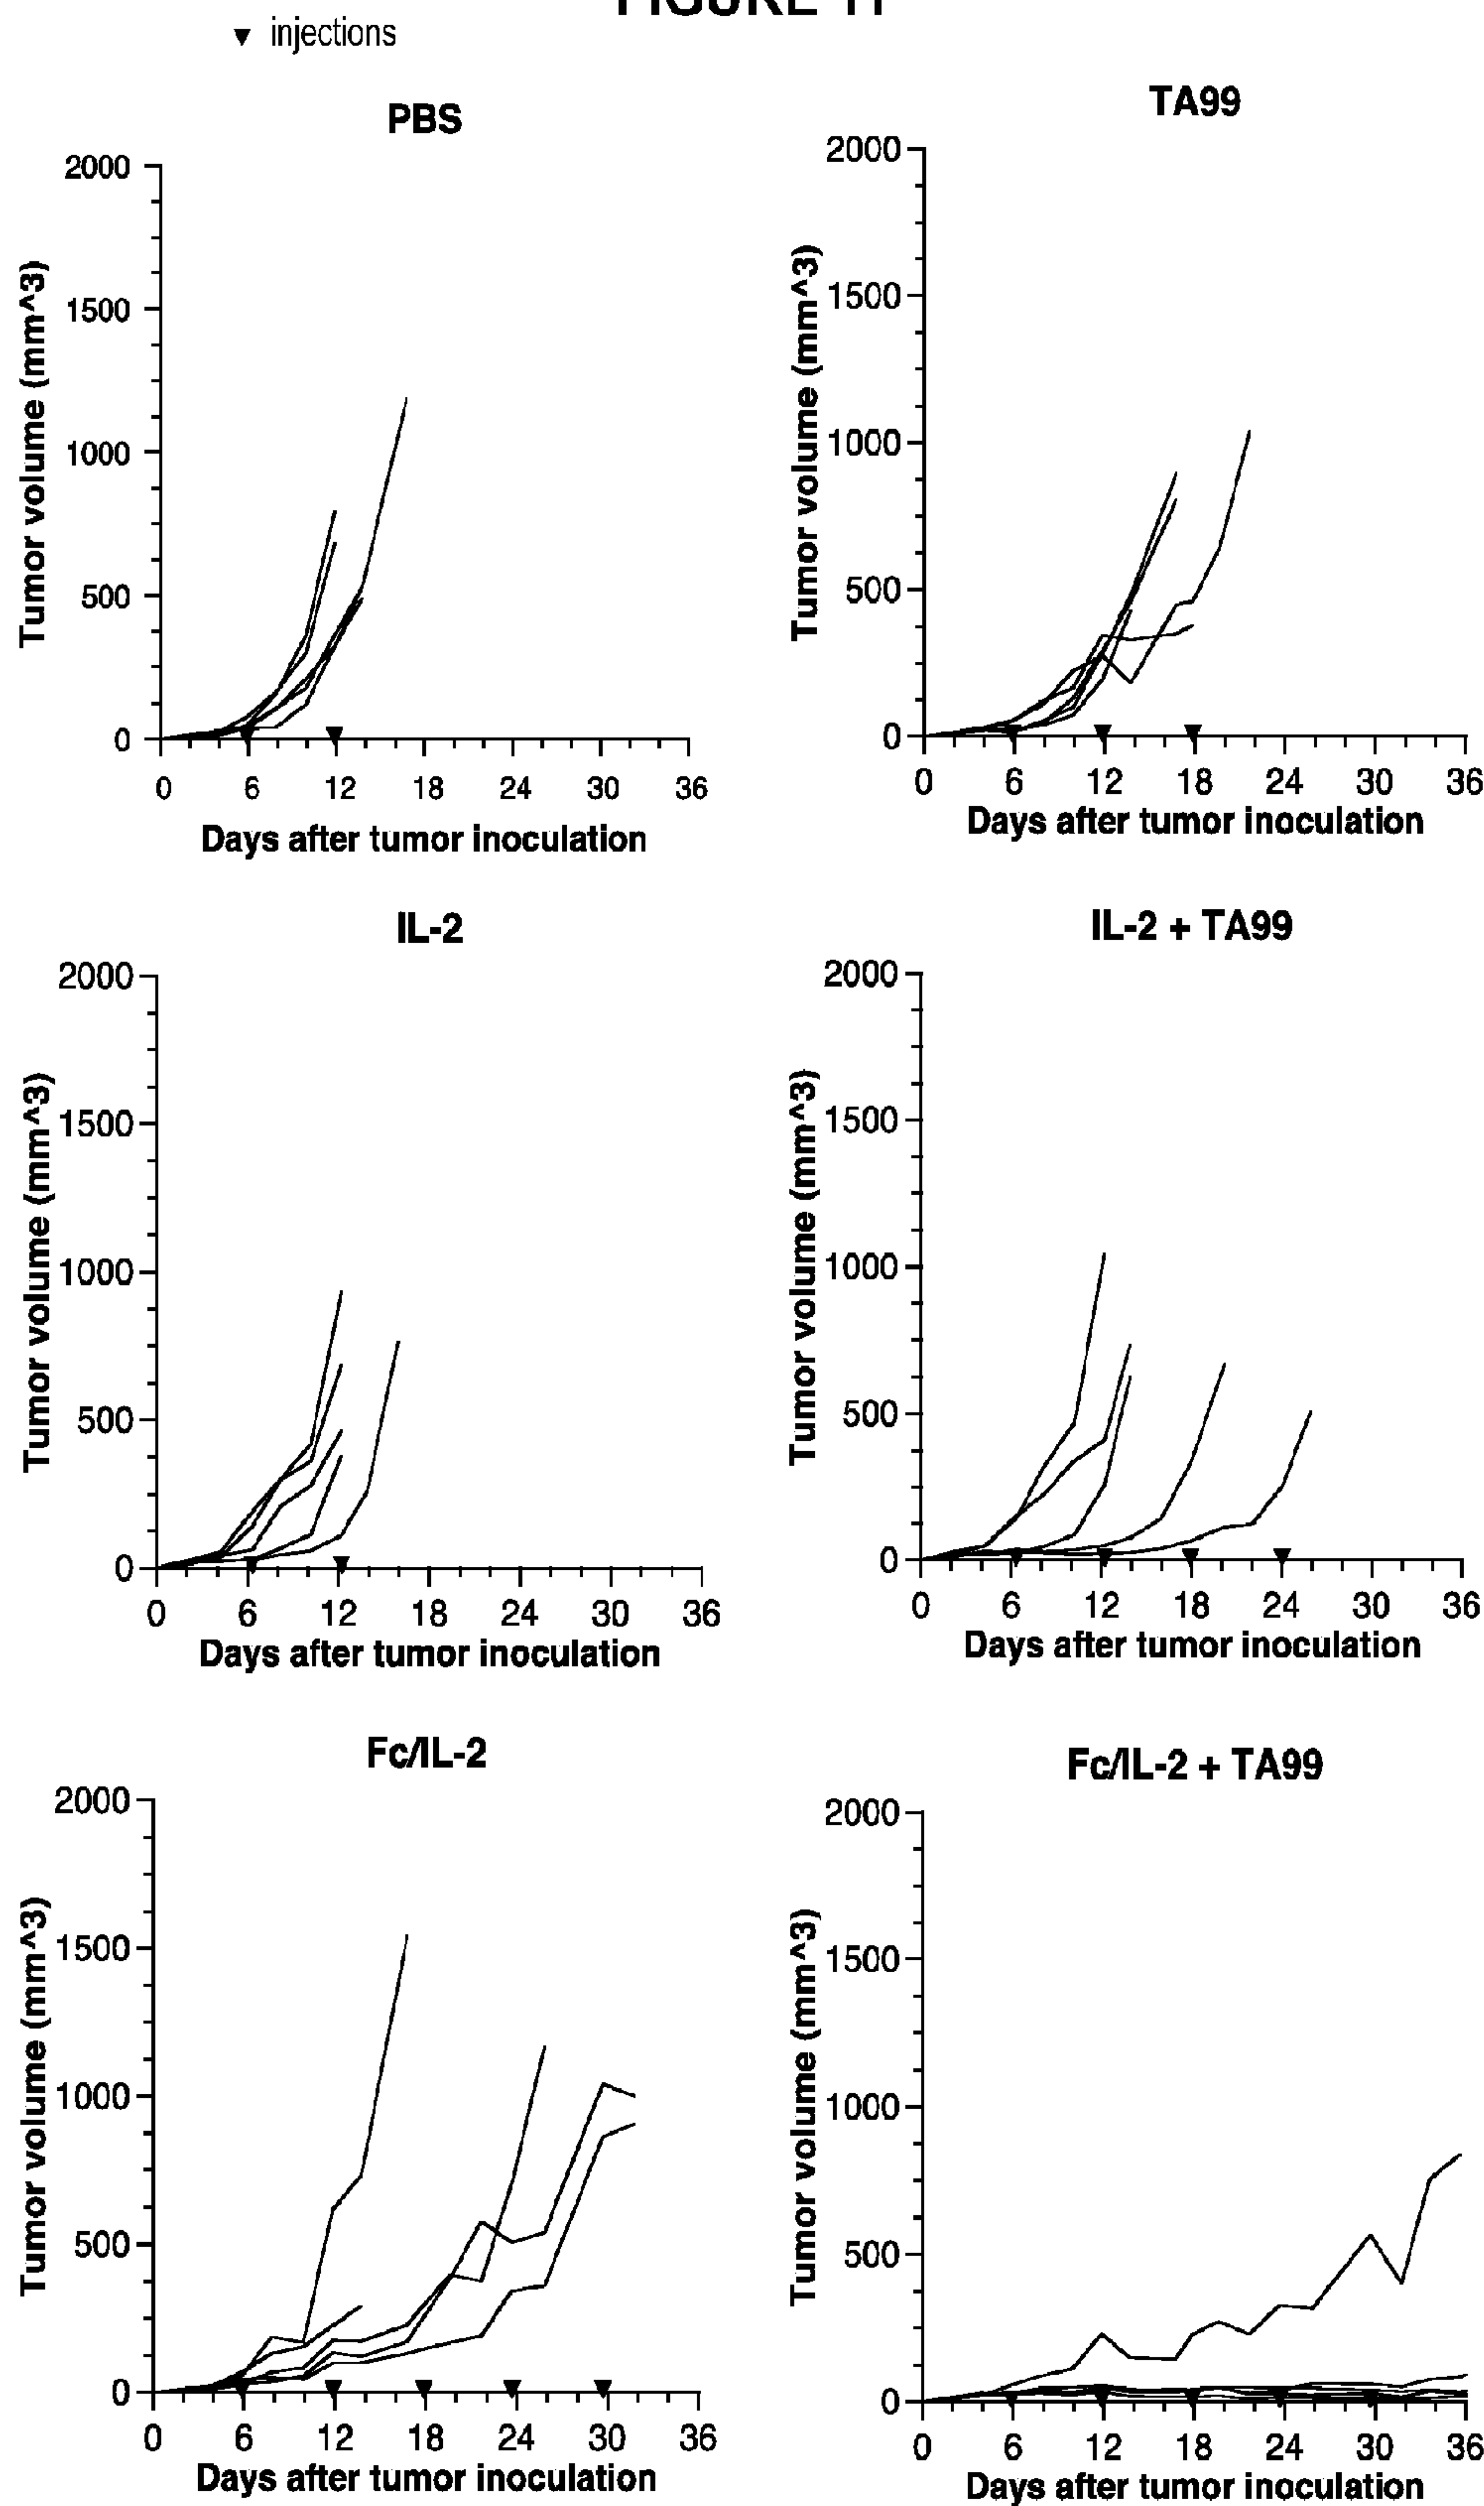 ▼ injections
PBS
Tumor volume (mm^3)
2000
1500
1000
500
0
0 6 12 18 24 30 36
Days after tumor inoculation
TA99
Tumor volume (mm^3)
2000
1500
1000
500
0
0 6 12 18 24 30 36
Days after tumor inoculation
IL-2
Tumor volume (mm^3)
2000
1500
1000
500
0
0 6 12 18 24 30 36
Days after tumor inoculation
IL-2 + TA99
Tumor volume (mm^3)
2000
1500
1000
500
0
0 6 12 18 24 30 36
Days after tumor inoculation
Fc/IL-2
Tumor volume (mm^3)
2000
1500
1000
500
0
0 6 12 18 24 30 36
Days after tumor inoculation
Fc/IL-2 + TA99
Tumor volume (mm^3)
2000
1500
1000
500
0
0 6 12 18 24 30 36
Days after tumor inoculation